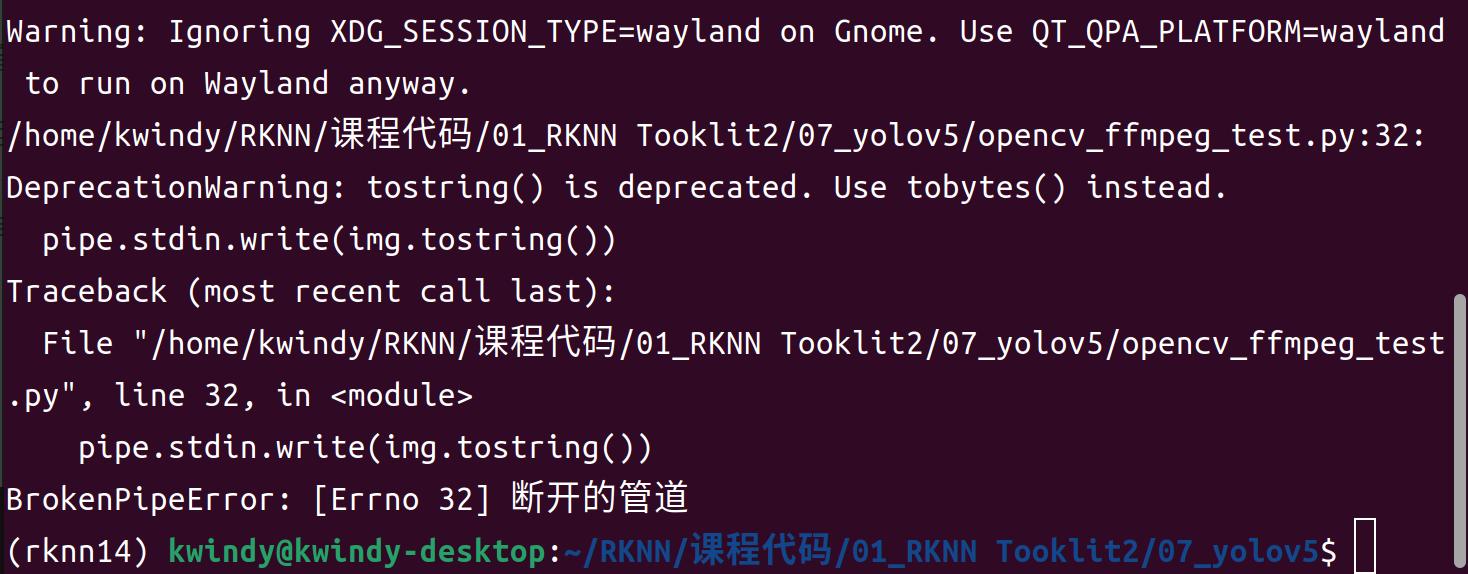 Warning: Ignoring XDG_SESSION_TYPE=wayland on Gnome. Use QT_QPA_PLATFORM=wayland
 to run on Wayland anyway.
/home/kwindy/RKNN/课程代码/01_RKNN Tooklit2/07_yolov5/opencv_ffmpeg_test.py:32:
DeprecationWarning: tostring() is deprecated. Use tobytes() instead.
  pipe.stdin.write(img.tostring())
Traceback (most recent call last):
  File "/home/kwindy/RKNN/课程代码/01_RKNN Tooklit2/07_yolov5/opencv_ffmpeg_test
.py", line 32, in <module>
    pipe.stdin.write(img.tostring())
BrokenPipeError: [Errno 32] 断开的管道
(rknn14) kwindy@kwindy-desktop:~/RKNN/课程代码/01_RKNN Tooklit2/07_yolov5$